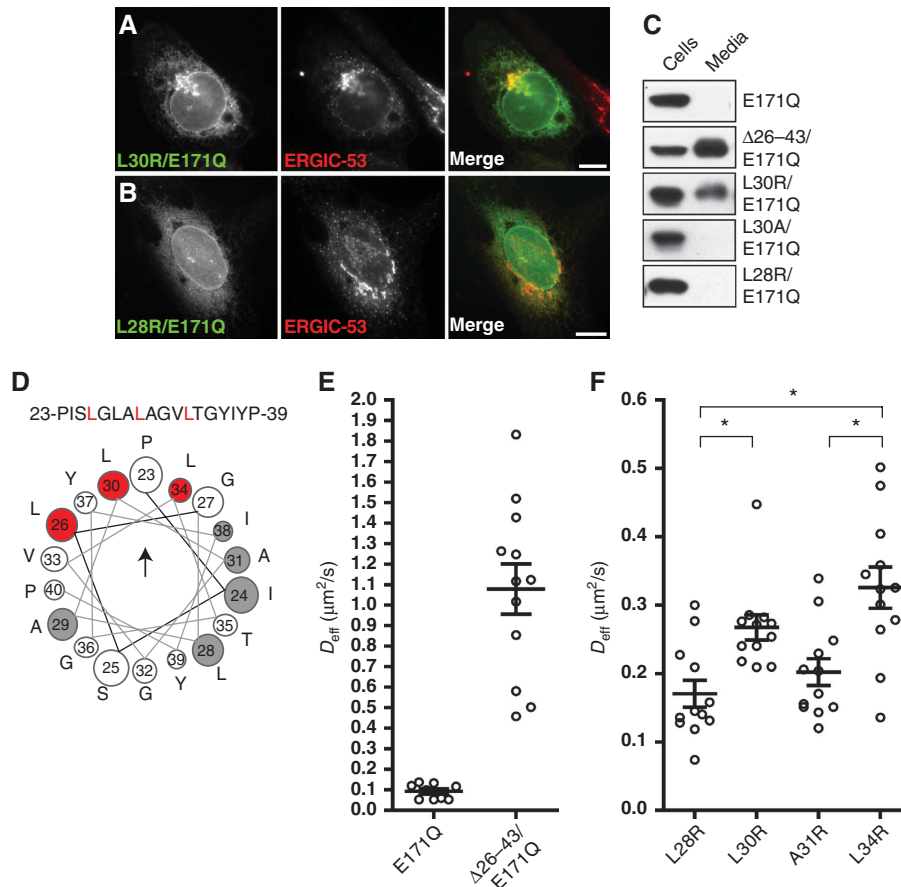 A
L30R/E171Q
ERGIC-53
Merge
B
L28R/E171Q
ERGIC-53
Merge
C
Cells
Media
E171Q
Δ26–43/
E171Q
L30R/
E171Q
L30A/
E171Q
L28R/
E171Q
D
23-PISLGLALAGVLTGYIYP-39
P
L
L
Y
G
L
I
V
A
P
I
A
T
G
L
S
G
Y
23
30
34
37
27
26
38
33
31
40
24
29
35
36
28
25
32
39
E
Deff (μm²/s)
2.0
1.9
1.8
1.7
1.6
1.5
1.4
1.3
1.2
1.1
1.0
0.9
0.8
0.7
0.6
0.5
0.4
0.3
0.2
0.1
0.0
E171Q
Δ26–43/
E171Q
F
Deff (μm²/s)
0.6
0.5
0.4
0.3
0.2
0.1
0.0
*
*
*
L28R
L30R
A31R
L34R